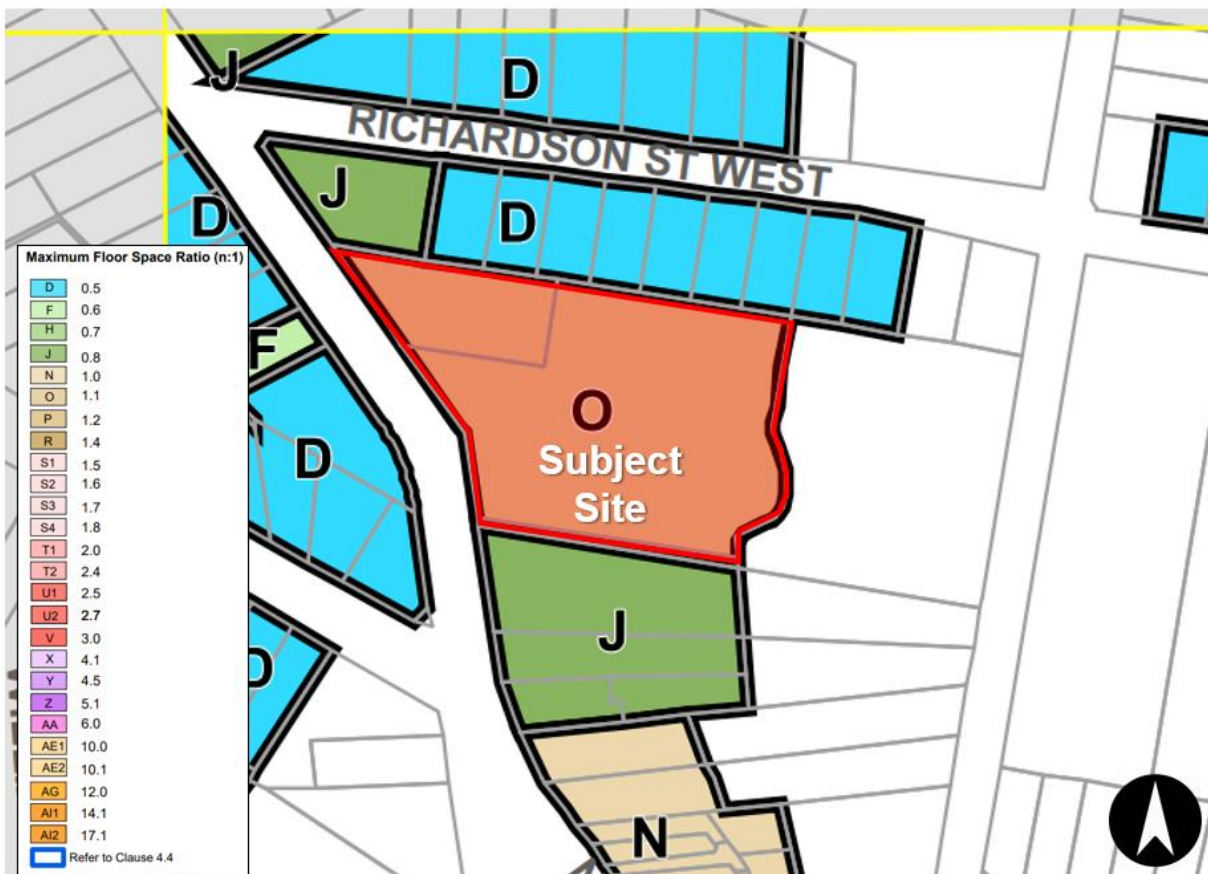 J
D
RICHARDSON ST WEST
J
D
D
F
D
O
Subject
Site
J
D
N
Maximum Floor Space Ratio (n:1)
D 0.5
F 0.6
H 0.7
J 0.8
N 1.0
O 1.1
P 1.2
R 1.4
S1 1.5
S2 1.6
S3 1.7
S4 1.8
T1 2.0
T2 2.4
U1 2.5
U2 2.7
V 3.0
X 4.1
Y 4.5
Z 5.1
AA 6.0
AE1 10.0
AE2 10.1
AG 12.0
AI1 14.1
AI2 17.1
Refer to Clause 4.4